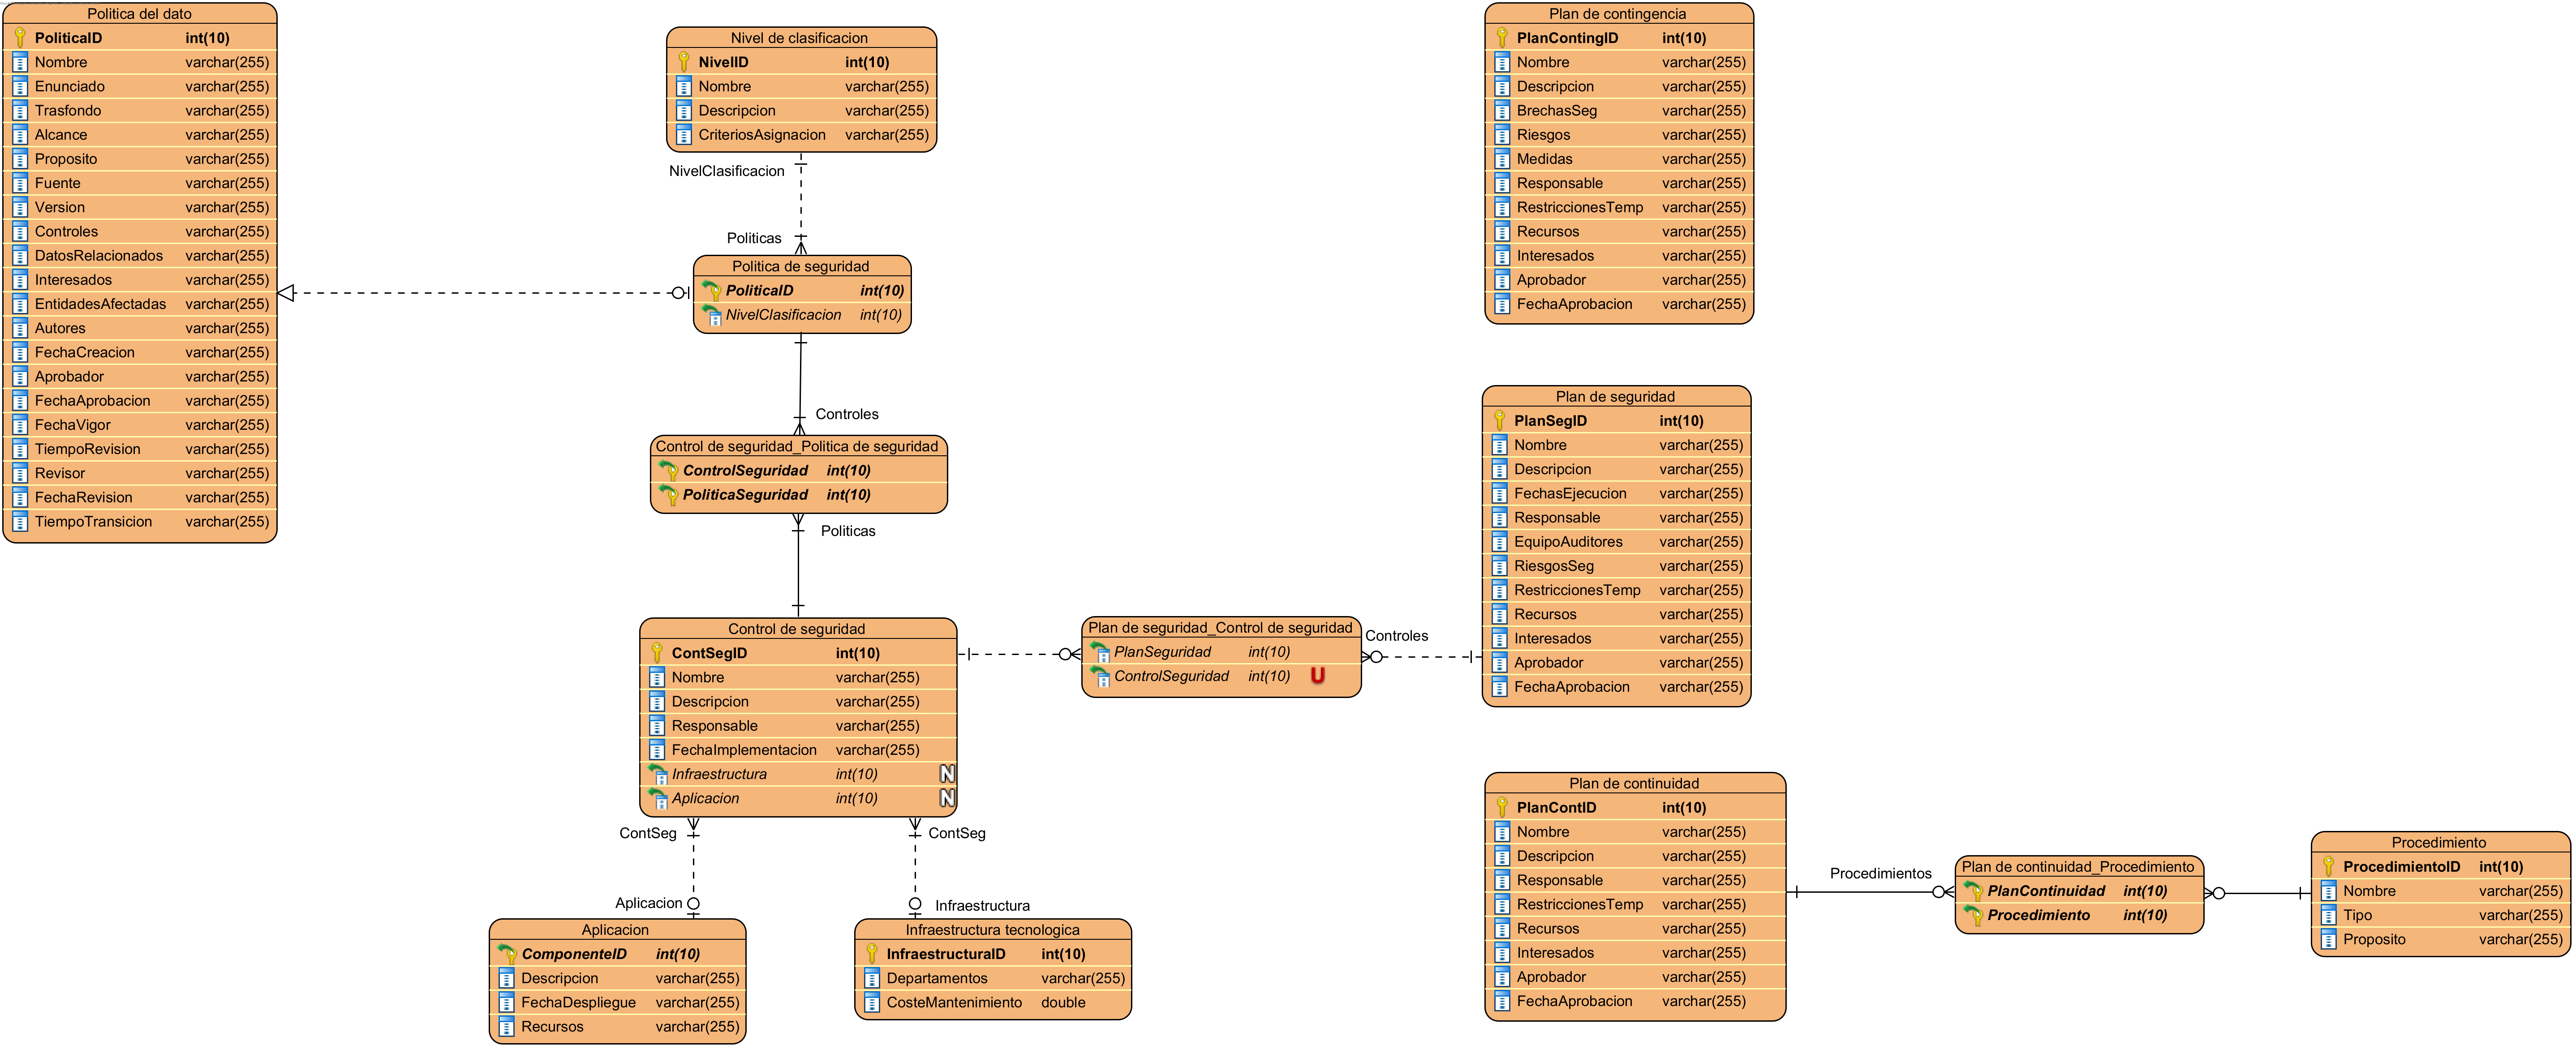 Politica del dato
PoliticaID int(10)
Nombre varchar(255)
Enunciado varchar(255)
Trasfondo varchar(255)
Alcance varchar(255)
Proposito varchar(255)
Fuente varchar(255)
Version varchar(255)
Controles varchar(255)
DatosRelacionados varchar(255)
Interesados varchar(255)
EntidadesAfectadas varchar(255)
Autores varchar(255)
FechaCreacion varchar(255)
Aprobador varchar(255)
FechaAprobacion varchar(255)
FechaVigor varchar(255)
TiempoRevision varchar(255)
Revisor varchar(255)
FechaRevision varchar(255)
TiempoTransicion varchar(255)
Nivel de clasificacion
NivelID int(10)
Nombre varchar(255)
Descripcion varchar(255)
CriteriosAsignacion varchar(255)
NivelClasificacion
Politicas
Politica de seguridad
PoliticaID int(10)
NivelClasificacion int(10)
Controles
Control de seguridad_Politica de seguridad
ControlSeguridad int(10)
PoliticaSeguridad int(10)
Politicas
Control de seguridad
ContSegID int(10)
Nombre varchar(255)
Descripcion varchar(255)
Responsable varchar(255)
FechaImplementacion varchar(255)
Infraestructura int(10) N
Aplicacion int(10) N
ContSeg
ContSeg
Aplicacion
Infraestructura
Aplicacion
ComponenteID int(10)
Descripcion varchar(255)
FechaDespliegue varchar(255)
Recursos varchar(255)
Infraestructura tecnologica
InfraestructuraID int(10)
Departamentos varchar(255)
CosteMantenimiento double
Plan de seguridad_Control de seguridad
PlanSeguridad int(10)
ControlSeguridad int(10) U
Controles
Plan de contingencia
PlanContingID int(10)
Nombre varchar(255)
Descripcion varchar(255)
BrechasSeg varchar(255)
Riesgos varchar(255)
Medidas varchar(255)
Responsable varchar(255)
RestriccionesTemp varchar(255)
Recursos varchar(255)
Interesados varchar(255)
Aprobador varchar(255)
FechaAprobacion varchar(255)
Plan de seguridad
PlanSegID int(10)
Nombre varchar(255)
Descripcion varchar(255)
FechasEjecucion varchar(255)
Responsable varchar(255)
EquipoAuditores varchar(255)
RiesgosSeg varchar(255)
RestriccionesTemp varchar(255)
Recursos varchar(255)
Interesados varchar(255)
Aprobador varchar(255)
FechaAprobacion varchar(255)
Plan de continuidad
PlanContID int(10)
Nombre varchar(255)
Descripcion varchar(255)
Responsable varchar(255)
RestriccionesTemp varchar(255)
Recursos varchar(255)
Interesados varchar(255)
Aprobador varchar(255)
FechaAprobacion varchar(255)
Procedimientos
Plan de continuidad_Procedimiento
PlanContinuidad int(10)
Procedimiento int(10)
Procedimiento
ProcedimientoID int(10)
Nombre varchar(255)
Tipo varchar(255)
Proposito varchar(255)